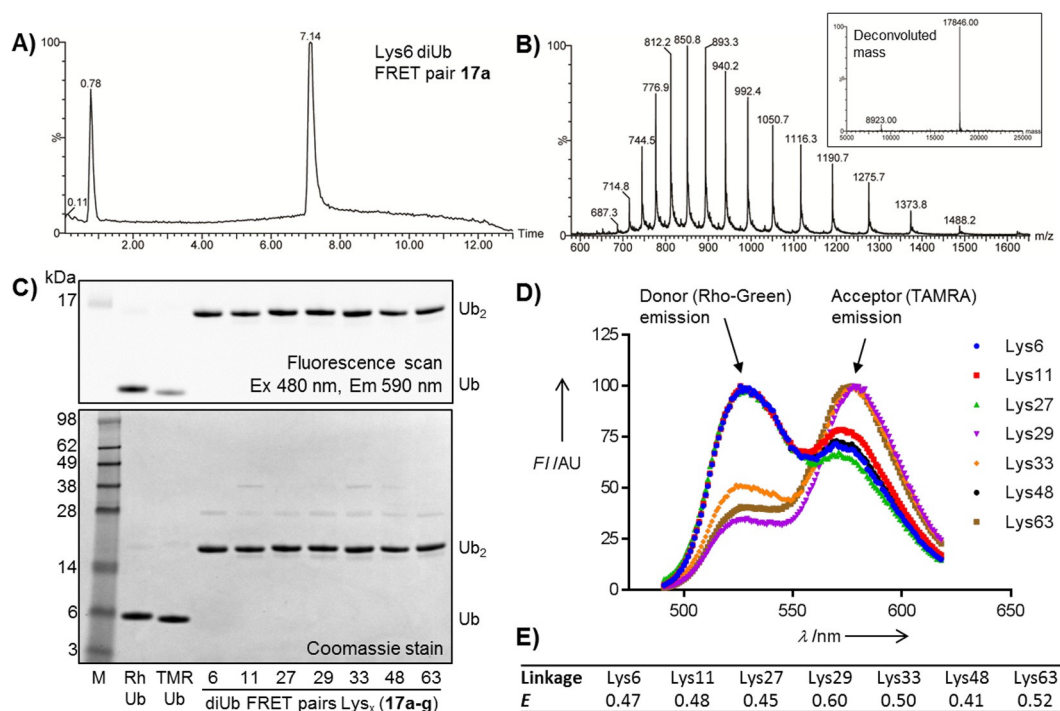 A)
Lys6 diUb
FRET pair 17a
100
%
0.11
0.78
7.14
2.00 4.00 6.00 8.00 10.00 12.00
Time
B)
100
%
0
687.3
714.8
744.5
776.9
812.2
850.8
893.3
940.2
992.4
1050.7
1116.3
1190.7
1275.7
1373.8
1488.2
600 700 800 900 1000 1100 1200 1300 1400 1500 1600
m/z
Deconvoluted
mass
100
%
0
8923.00
17846.00
5000 10000 15000 20000 25000
mass
C)
kDa
17
Ub2
Ub
Fluorescence scan
Ex 480 nm, Em 590 nm
98
62
49
38
28
14
6
3
Ub2
Ub
Coomassie stain
M Rh Ub TMR Ub 6 11 27 29 33 48 63
diUb FRET pairs Lysx (17a-g)
D)
Donor (Rho-Green)
emission
Acceptor (TAMRA)
emission
125
100
75
50
25
0
FI /AU
500 550 600 650
λ /nm
Lys6
Lys11
Lys27
Lys29
Lys33
Lys48
Lys63
E)
Linkage Lys6 Lys11 Lys27 Lys29 Lys33 Lys48 Lys63
E 0.47 0.48 0.45 0.60 0.50 0.41 0.52